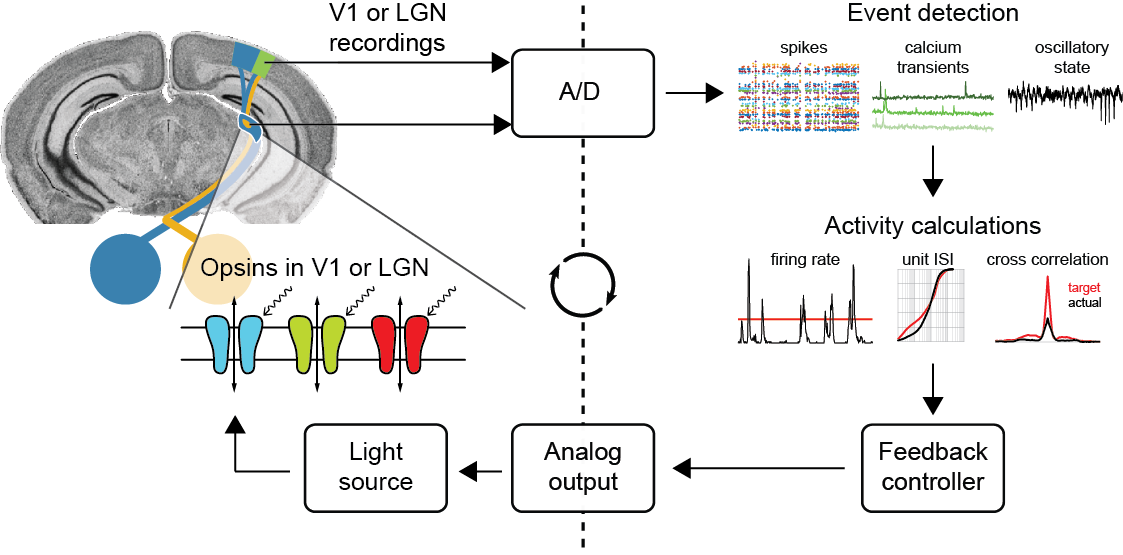 V1 or LGN
recordings
A/D
Event detection
spikes
calcium
transients
oscillatory
state
Activity calculations
firing rate
unit ISI
cross correlation
target
actual
Opsins in V1 or LGN
Light
source
Analog
output
Feedback
controller